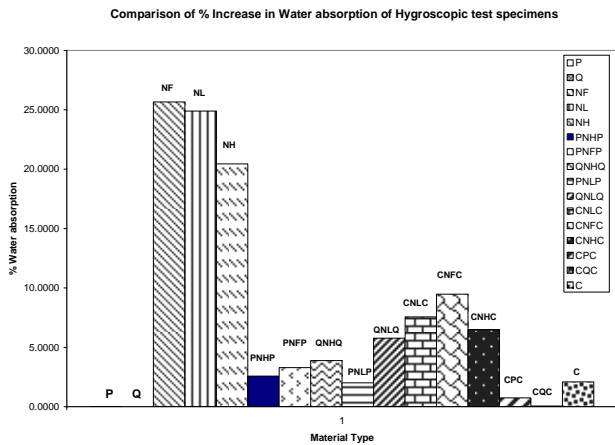 Comparison of % Increase in Water absorption of Hygroscopic test specimens
30.0000
25.0000
20.0000
15.0000
10.0000
5.0000
0.0000
% Water absorption
P
Q
NF
NL
NH
PNHP
PNFP
QNHQ
PNLP
QNLQ
CNLC
CNFC
CNHC
CPC
CQC
C
1
Material Type
P
Q
NF
NL
NH
PNHP
PNFP
QNHQ
PNLP
QNLQ
CNLC
CNFC
CNHC
CPC
CQC
C